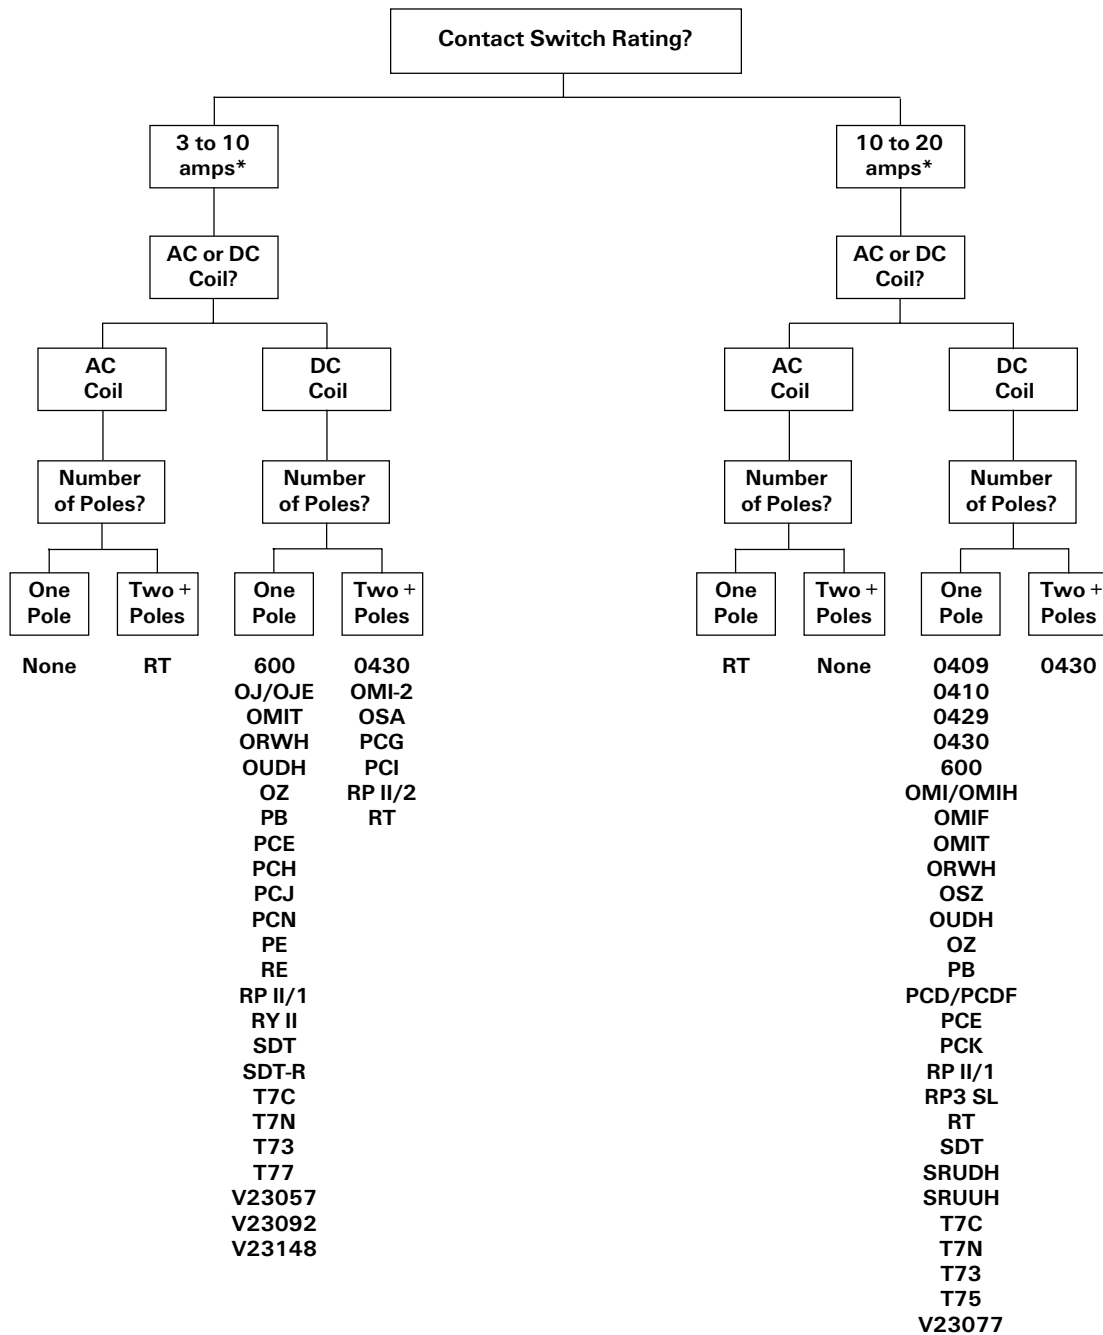 Contact Switch Rating?
3 to 10
amps*
10 to 20
amps*
AC or DC
Coil?
AC or DC
Coil?
AC
Coil
DC
Coil
AC
Coil
DC
Coil
Number
of Poles?
Number
of Poles?
Number
of Poles?
Number
of Poles?
One
Pole
Two +
Poles
One
Pole
Two +
Poles
One
Pole
Two +
Poles
One
Pole
Two +
Poles
None
RT
600
OJ/OJE
OMIT
ORWH
OUDH
OZ
PB
PCE
PCH
PCJ
PCN
PE
RE
RP II/1
RY II
SDT
SDT-R
T7C
T7N
T73
T77
V23057
V23092
V23148
0430
OMI-2
OSA
PCG
PCI
RP II/2
RT
RT
None
0409
0410
0429
0430
600
OMI/OMIH
OMIF
OMIT
ORWH
OSZ
OUDH
OZ
PB
PCD/PCDF
PCE
PCK
RP II/1
RP3 SL
RT
SDT
SRUDH
SRUUH
T7C
T7N
T73
T75
V23077
0430